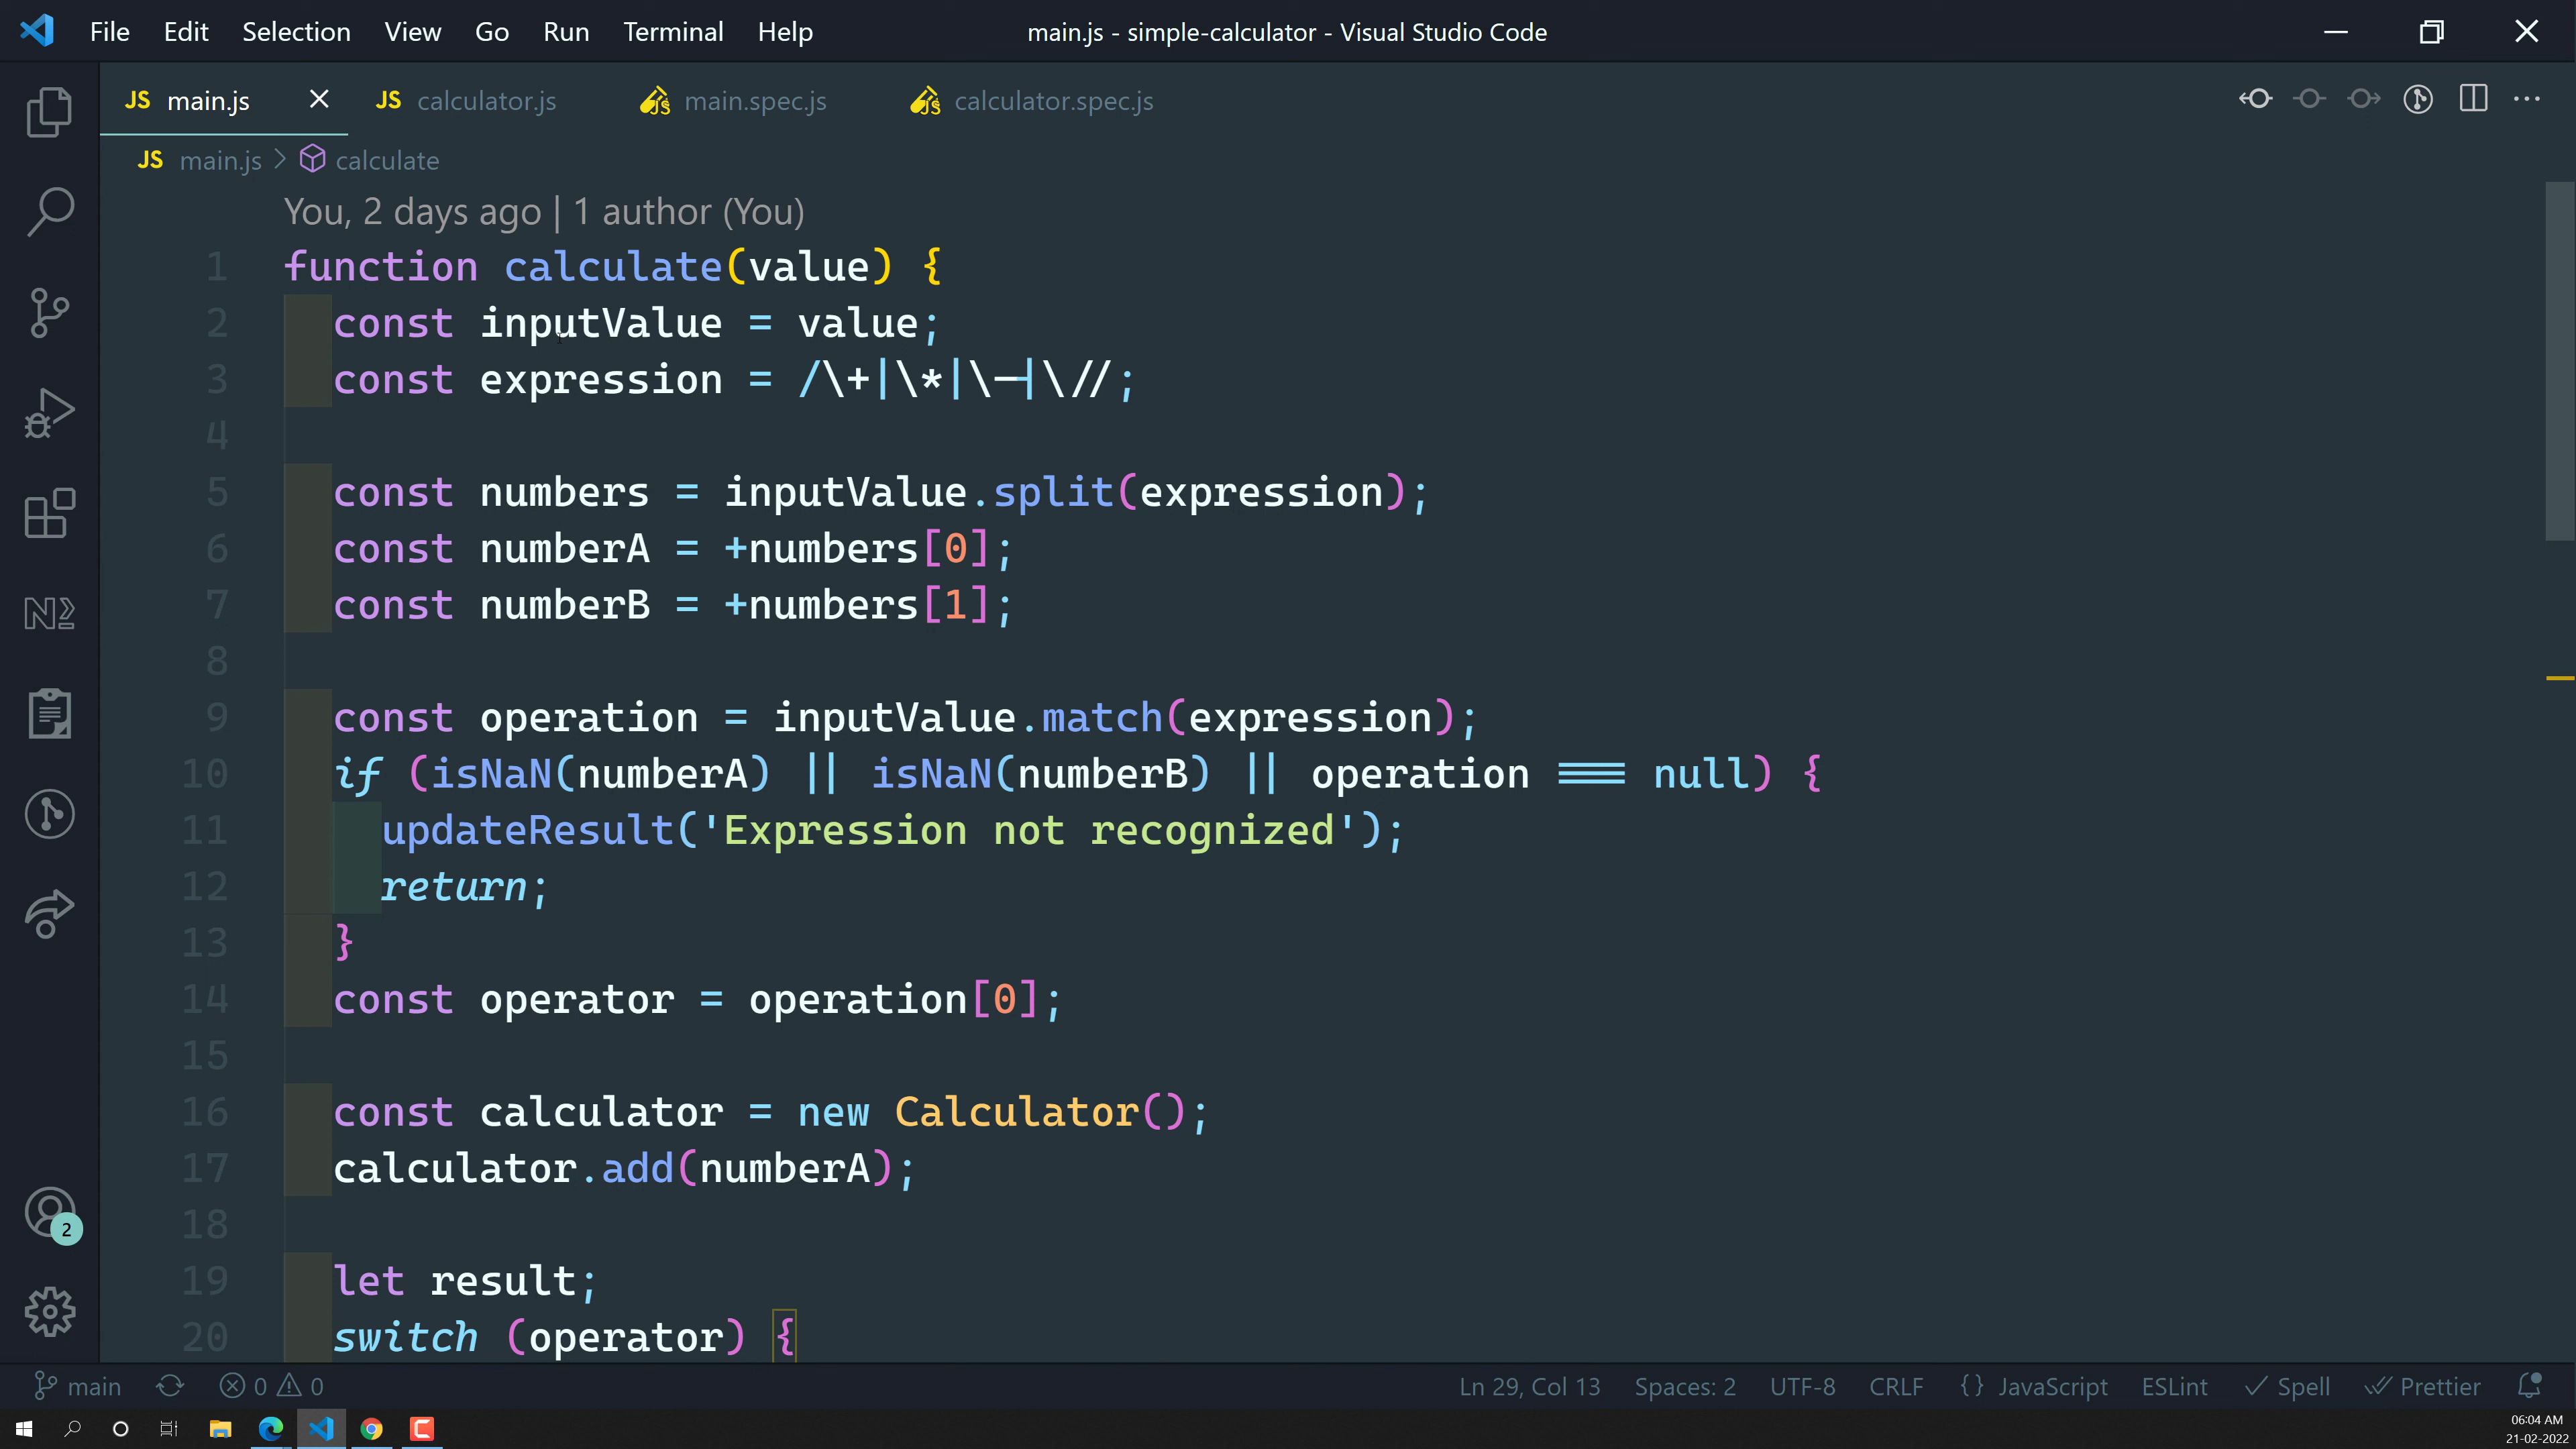 File Edit Selection View Go Run Terminal Help
main.js - simple-calculator - Visual Studio Code
JS main.js JS calculator.js JS main.spec.js JS calculator.spec.js
JS main.js > calculate
You, 2 days ago | 1 author (You)
1 function calculate(value) {
2 const inputValue = value;
3 const expression = /\+|\*|\-|\//;
4
5 const numbers = inputValue.split(expression);
6 const numberA = +numbers[0];
7 const numberB = +numbers[1];
8
9 const operation = inputValue.match(expression);
10 if (isNaN(numberA) || isNaN(numberB) || operation === null) {
11 updateResult('Expression not recognized');
12 return;
13 }
14 const operator = operation[0];
15
16 const calculator = new Calculator();
17 calculator.add(numberA);
18
19 let result;
20 switch (operator) {
2
main 0 0 Ln 29, Col 13 Spaces: 2 UTF-8 CRLF {} JavaScript ESLint Spell Prettier
06:04 AM
21-02-2022